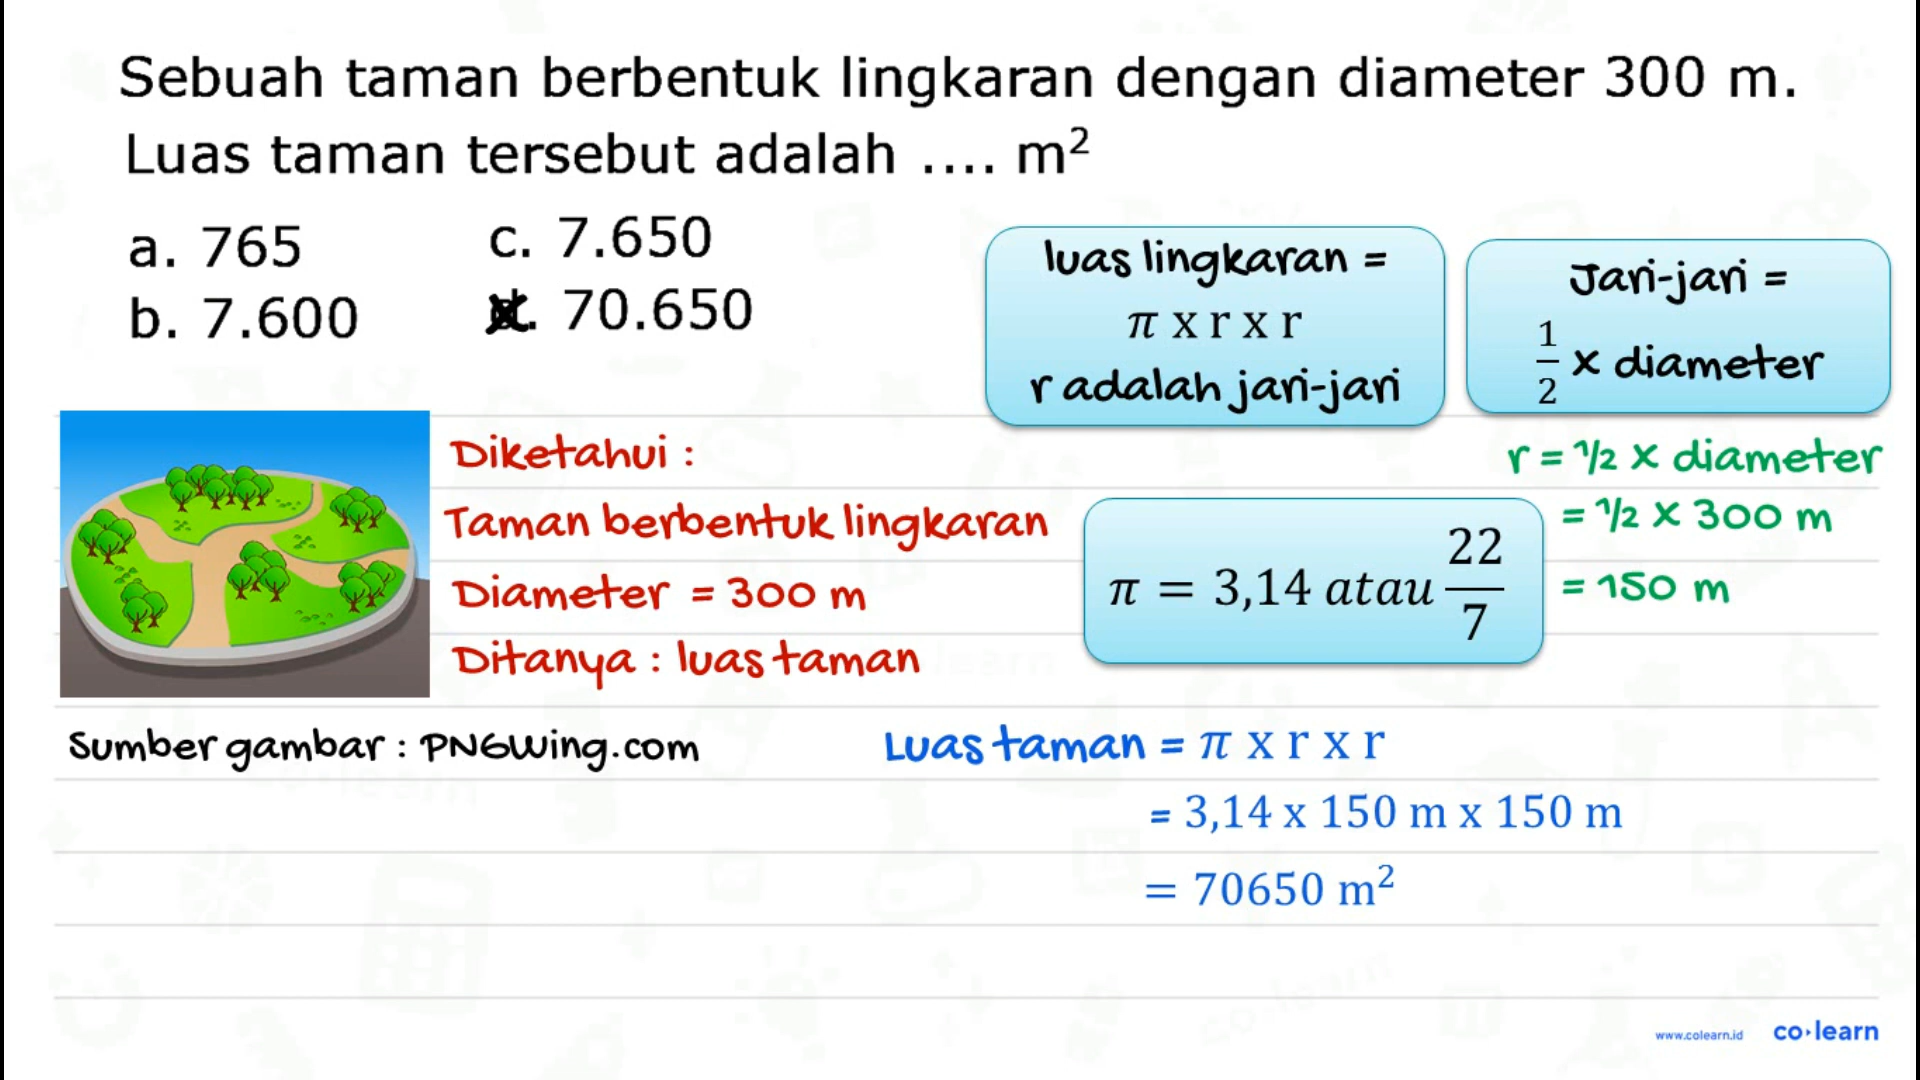 Sebuah taman berbentuk lingkaran dengan diameter 300 m.
Luas taman tersebut adalah .... m²
a. 765
c. 7.650
b. 7.600
d. 70.650
luas lingkaran =
π x r x r
r adalah jari-jari
Jari-jari =
1/2 x diameter
Diketahui :
Taman berbentuk lingkaran
Diameter = 300 m
Ditanya : luas taman
π = 3,14 atau 22/7
r = 1/2 x diameter
= 1/2 x 300 m
= 150 m
Sumber gambar : PNGWing.com
Luas taman = π x r x r
= 3,14 x 150 m x 150 m
= 70650 m²
www.colearn.id
co·learn